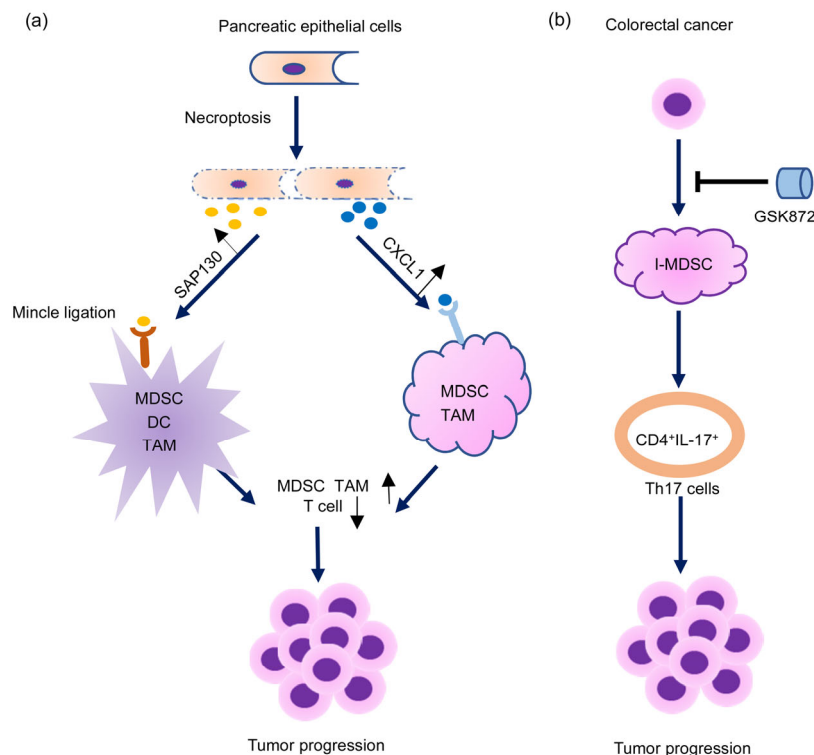 (a)
Pancreatic epithelial cells
Necroptosis
SAP130
CXCL1
Mincle ligation
MDSC
DC
TAM
MDSC
TAM
MDSC TAM
T cell
Tumor progression
(b)
Colorectal cancer
GSK872
I-MDSC
CD4⁺IL-17⁺
Th17 cells
Tumor progression